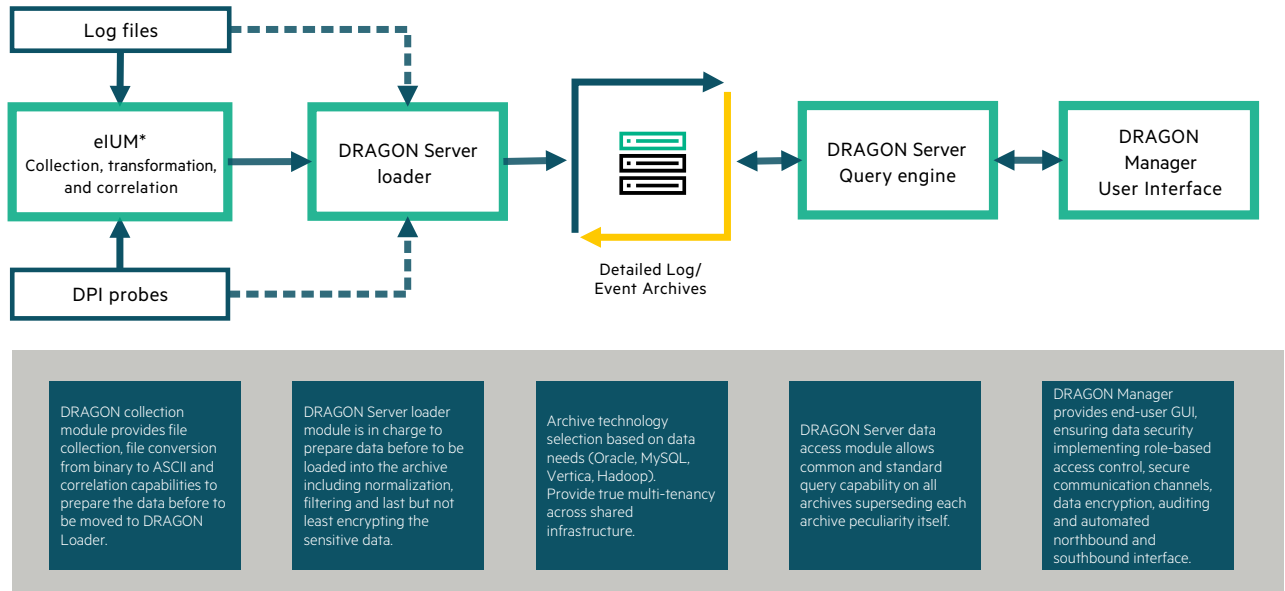 Log files
eIUM*
Collection, transformation,
and correlation
DPI probes
DRAGON Server
loader
Detailed Log/
Event Archives
DRAGON Server
Query engine
DRAGON
Manager
User Interface
DRAGON collection
module provides file
collection, file conversion
from binary to ASCII and
correlation capabilities to
prepare the data before to
be moved to DRAGON
Loader.
DRAGON Server loader
module is in charge to
prepare data before to be
loaded into the archive
including normalization,
filtering and last but not
least encrypting the
sensitive data.
Archive technology
selection based on data
needs (Oracle, MySQL,
Vertica, Hadoop).
Provide true multi-tenancy
across shared
infrastructure.
DRAGON Server data
access module allows
common and standard
query capability on all
archives superseding each
archive peculiarity itself.
DRAGON Manager
provides end-user GUI,
ensuring data security
implementing role-based
access control, secure
communication channels,
data encryption, auditing
and automated
northbound and
southbound interface.